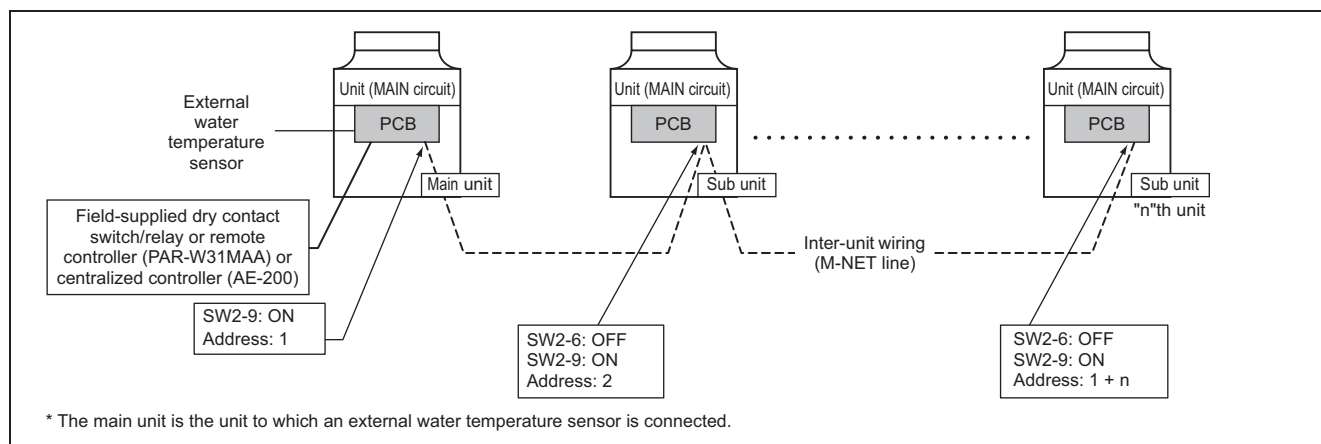 Unit (MAIN circuit)
PCB
External
water
temperature
sensor
Main unit
Field-supplied dry contact
switch/relay or remote
controller (PAR-W31MAA) or
centralized controller (AE-200)
SW2-9: ON
Address: 1
Unit (MAIN circuit)
PCB
Sub unit
SW2-6: OFF
SW2-9: ON
Address: 2
Inter-unit wiring
(M-NET line)
Unit (MAIN circuit)
PCB
Sub unit
"n"th unit
SW2-6: OFF
SW2-9: ON
Address: 1 + n
* The main unit is the unit to which an external water temperature sensor is connected.